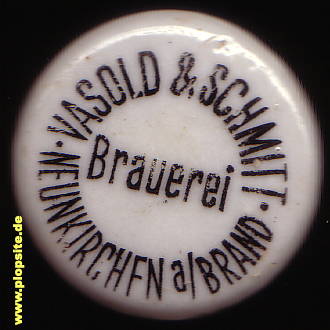 VASOLD & SCHMITT
Brauerei
NEUNKIRCHEN a/BRAND
www.plopsite.de